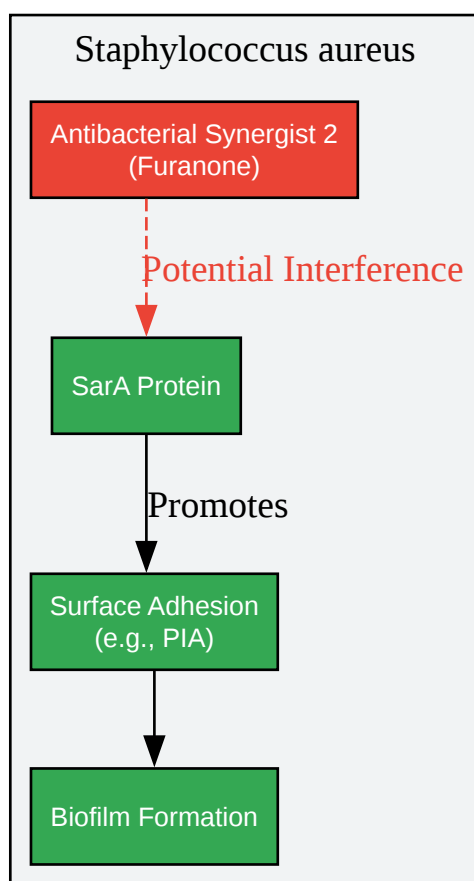 Staphylococcus aureus
Antibacterial Synergist 2
(Furanone)
Potential Interference
SarA Protein
Promotes
Surface Adhesion
(e.g., PIA)
Biofilm Formation